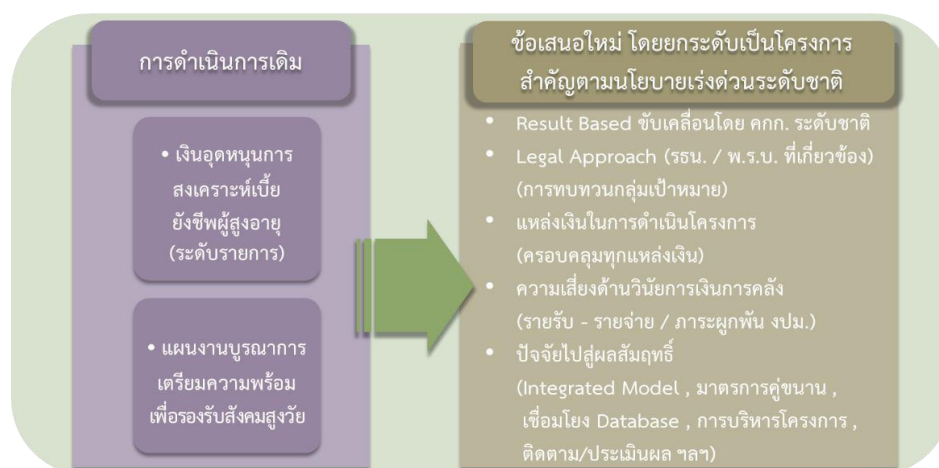 การดำเนินการเดิม
• เงินอุดหนุนการ
สงเคราะห์เบี้ย
ยังชีพผู้สูงอายุ
(ระดับรายการ)
• แผนงานบูรณาการ
เตรียมความพร้อม
เพื่อรองรับสังคมสูงวัย
ข้อเสนอใหม่ โดยยกระดับเป็นโครงการ
สำคัญตามนโยบายเร่งด่วนระดับชาติ
• Result Based ขับเคลื่อนโดย คกก. ระดับชาติ
• Legal Approach (รธน. / พ.ร.บ. ที่เกี่ยวข้อง)
(การทบทวนกลุ่มเป้าหมาย)
• แหล่งเงินในการดำเนินโครงการ
(ครอบคลุมทุกแหล่งเงิน)
• ความเสี่ยงด้านวินัยการเงินการคลัง
(รายรับ - รายจ่าย / ภาระผูกพัน งปม.)
• ปัจจัยไปสู่ผลสัมฤทธิ์
(Integrated Model , มาตรการคู่ขนาน ,
เชื่อมโยง Database , การบริหารโครงการ ,
ติดตาม/ประเมินผล ฯลฯ)